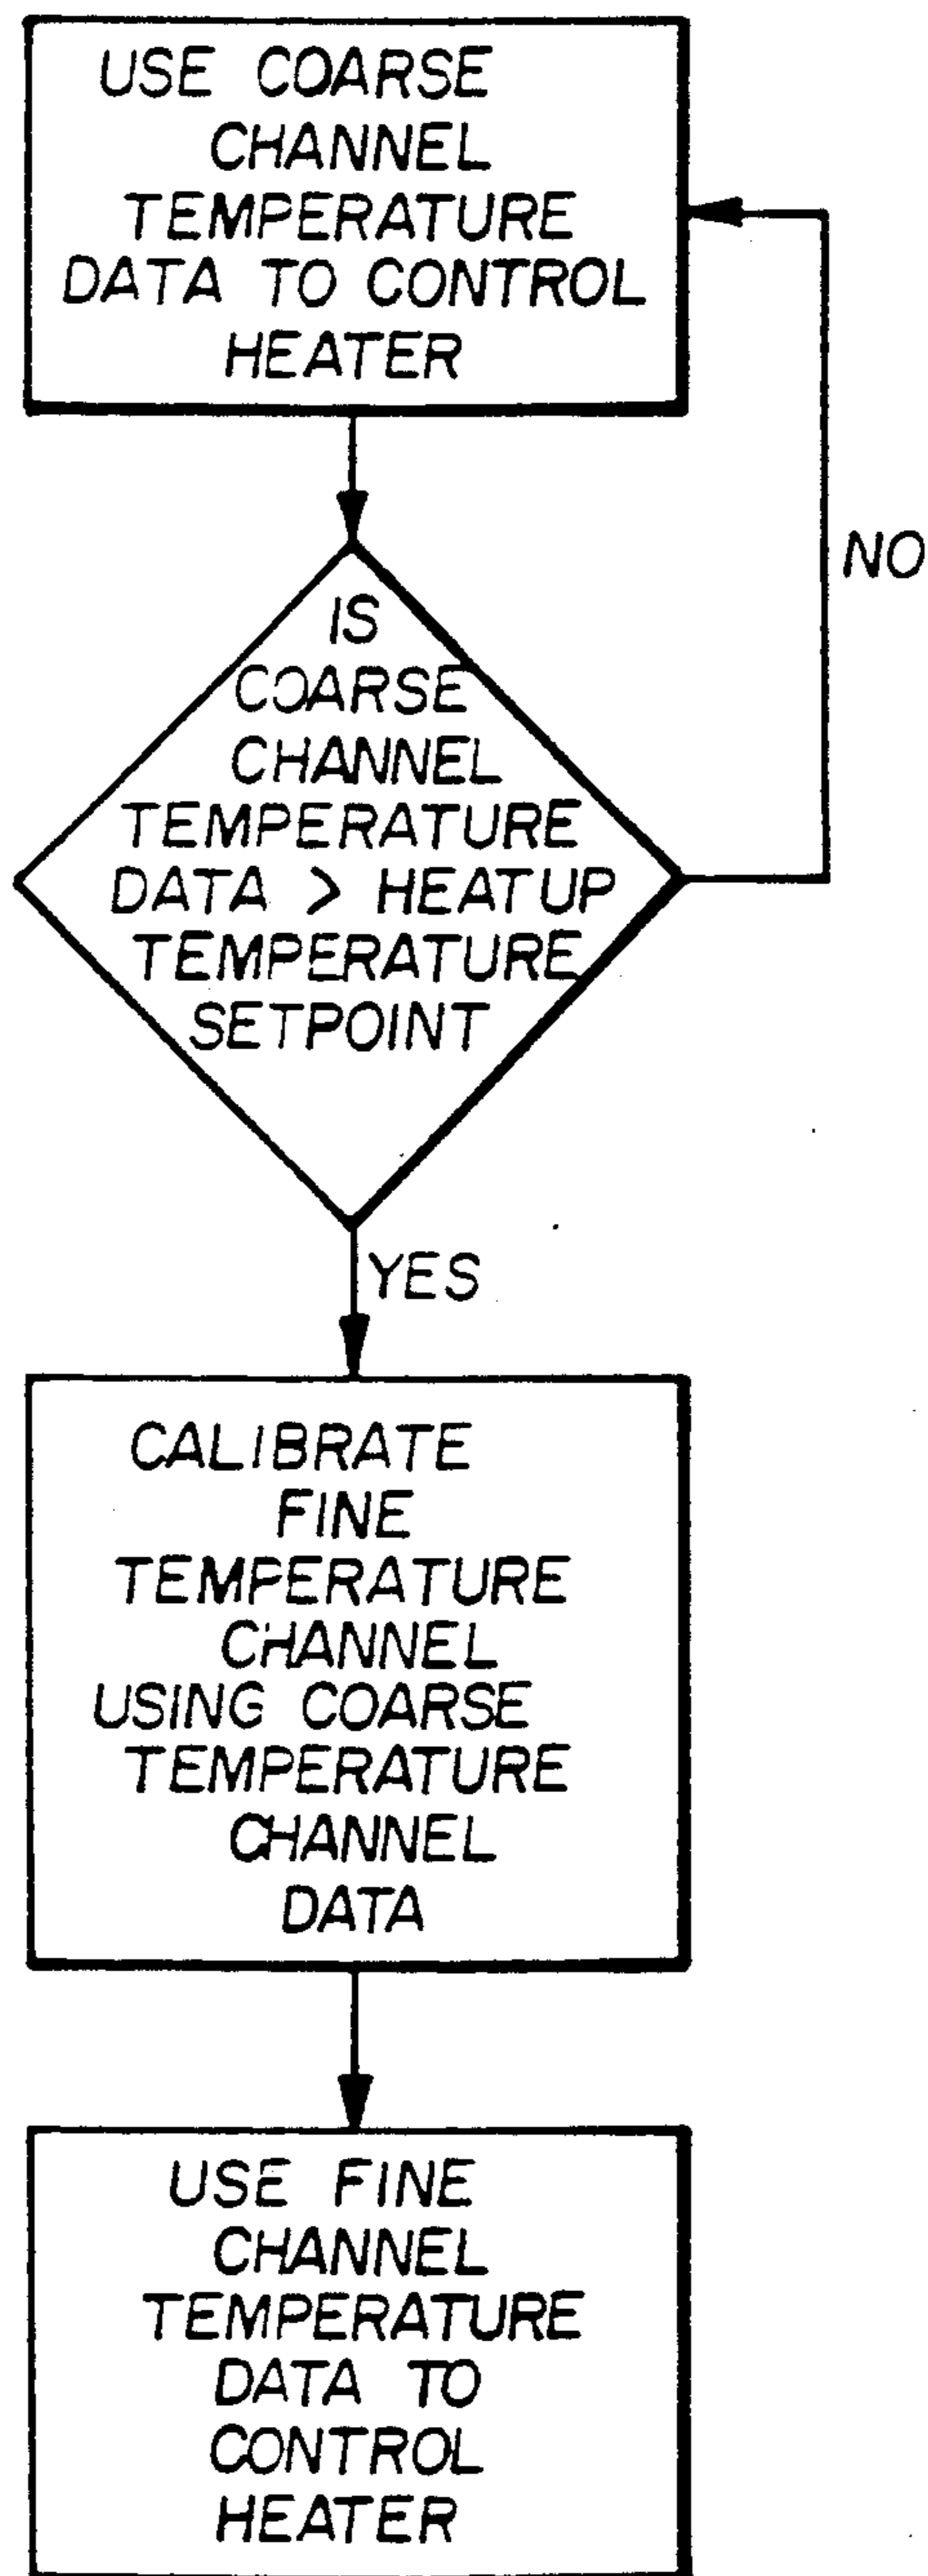 USE COARSE
CHANNEL
TEMPERATURE
DATA TO CONTROL
HEATER
NO
IS
COARSE
CHANNEL
TEMPERATURE
DATA > HEATUP
TEMPERATURE
SETPOINT
YES
CALIBRATE
FINE
TEMPERATURE
CHANNEL
USING COARSE
TEMPERATURE
CHANNEL
DATA
USE FINE
CHANNEL
TEMPERATURE
DATA TO
CONTROL
HEATER